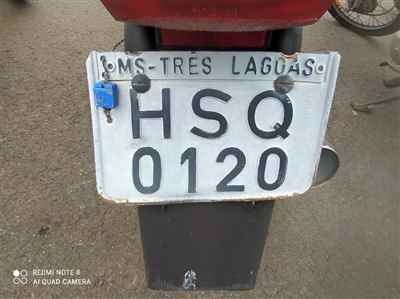 MS-TRES LAGOAS
HSQ
0120
REDMI NOTE 8
AI QUAD CAMERA